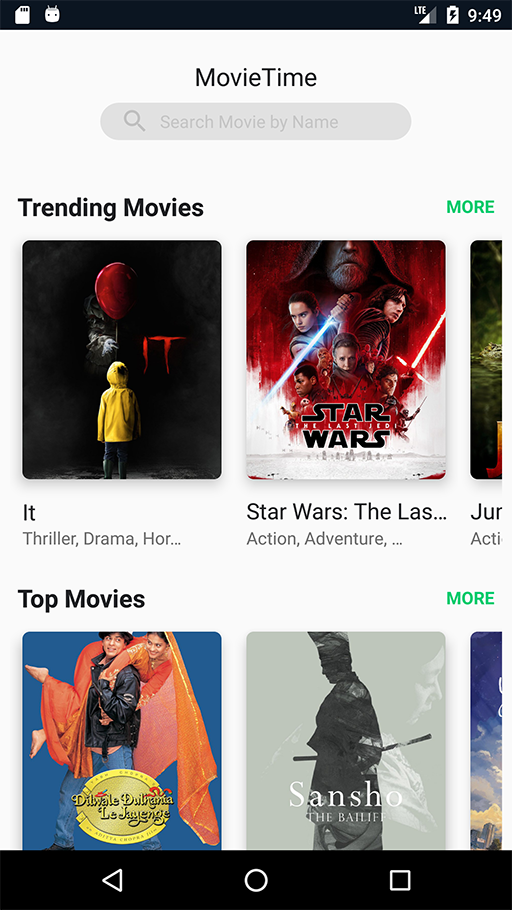 LTE
9:49
MovieTime
Search Movie by Name
Trending Movies
MORE
IT
STAR
THE LAST JEDI
WARS
It
Star Wars: The Las...
Jur
Thriller, Drama, Hor...
Action, Adventure, ...
Acti
Top Movies
MORE
Dilwale Dulhania
Le Jayenge
Sansho
THE BAILIFF